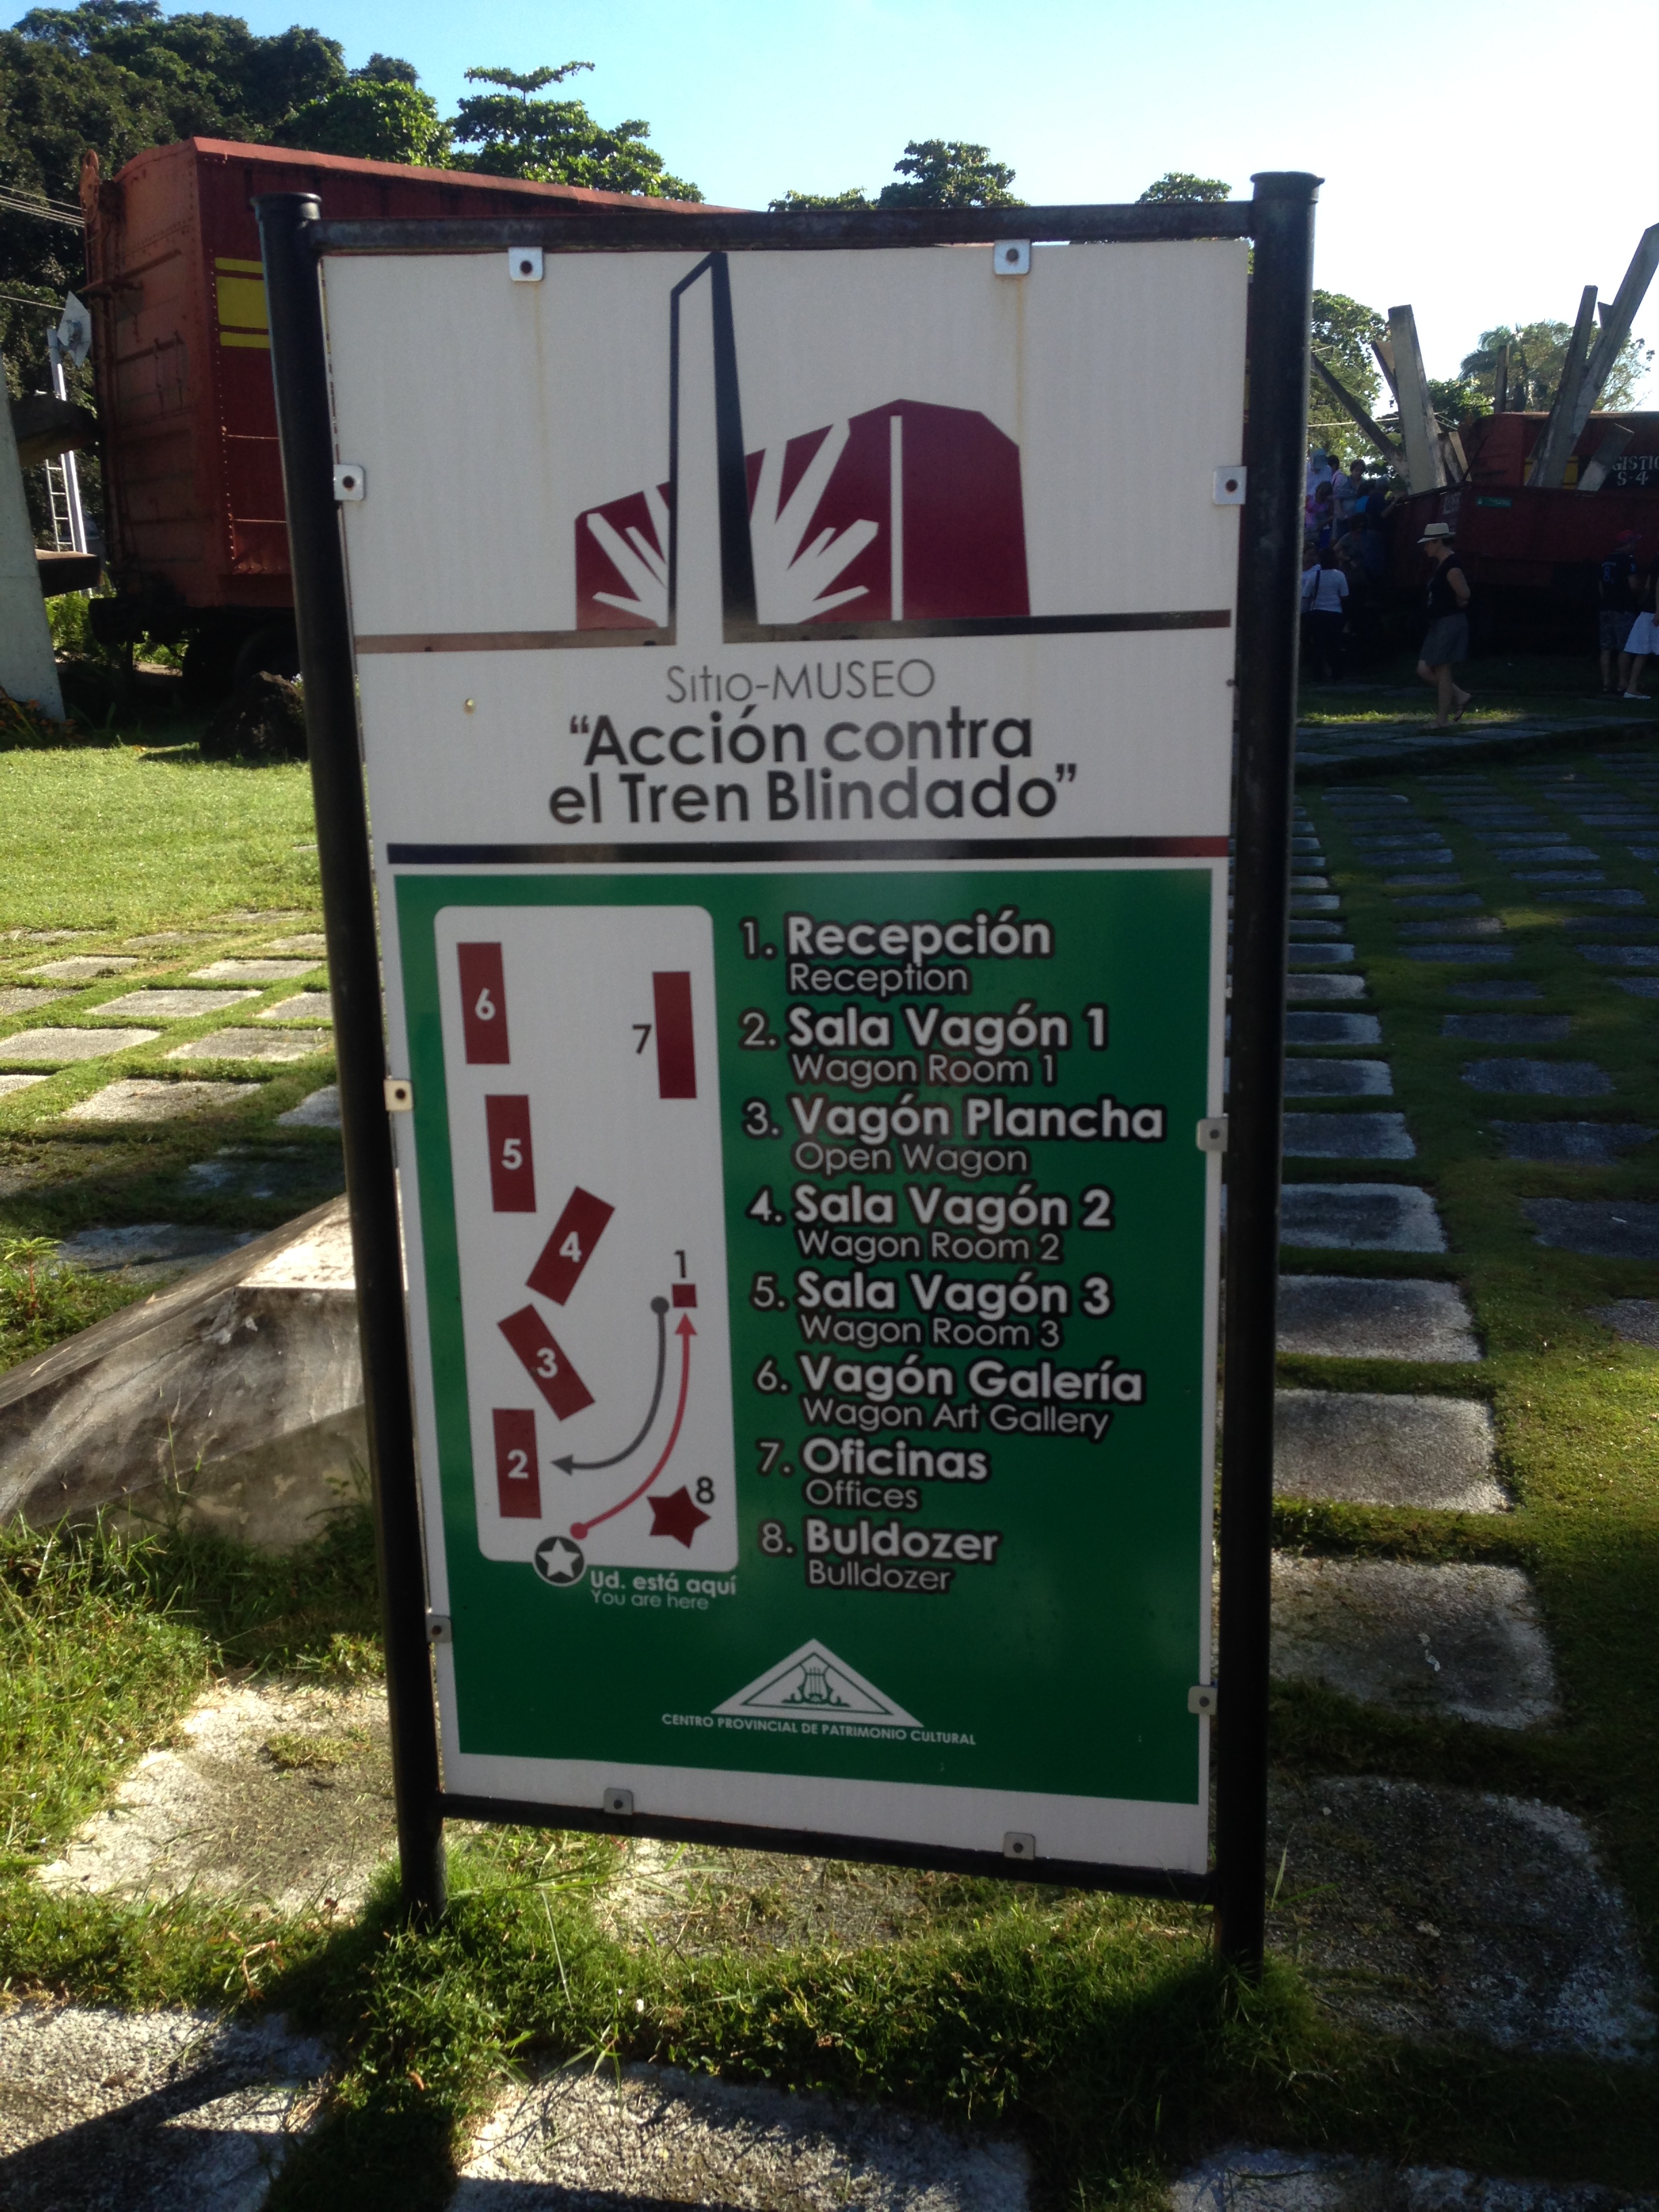 Sitio-MUSEO
“Acción contra
el Tren Blindado”
1. Recepción
Reception
2. Sala Vagón 1
Wagon Room 1
3. Vagón Plancha
Open Wagon
4. Sala Vagón 2
Wagon Room 2
5. Sala Vagón 3
Wagon Room 3
6. Vagón Galería
Wagon Art Gallery
7. Oficinas
Offices
8. Buldozer
Bulldozer
6
7
5
4
1
3
2
8
Ud. está aquí
You are here
CENTRO PROVINCIAL DE PATRIMONIO CULTURAL
S-4